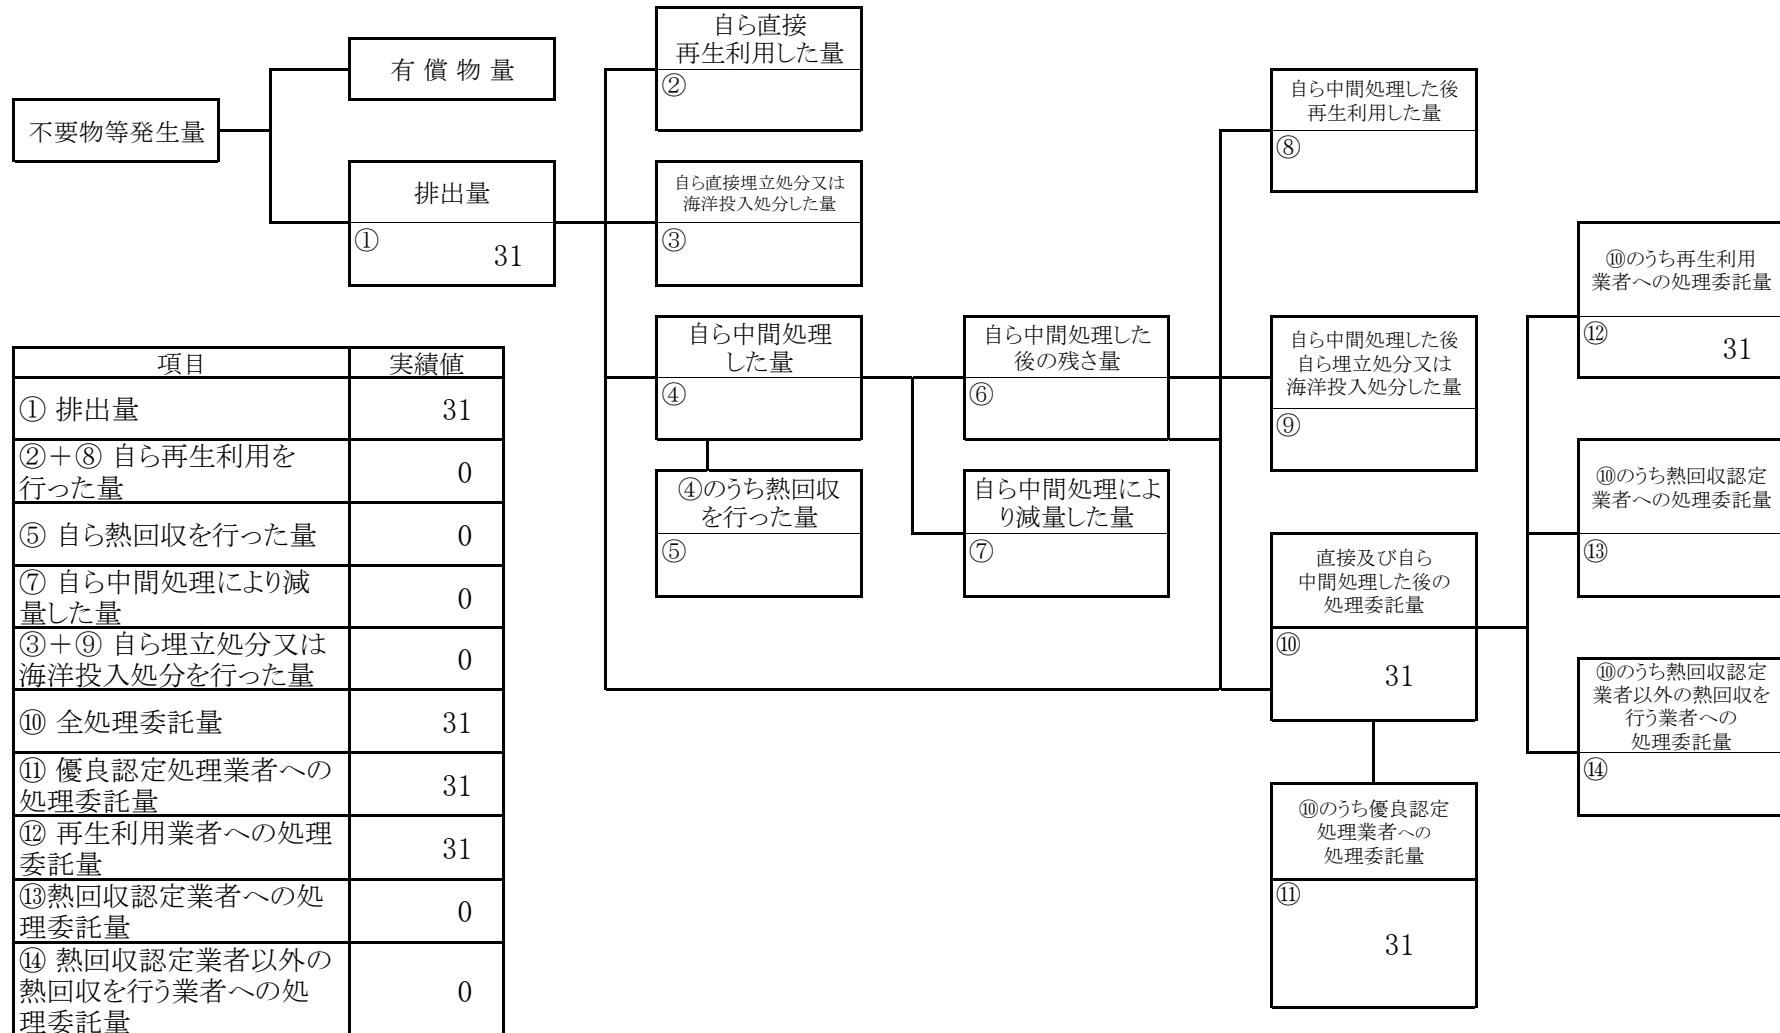 自ら直接
再生利用した量
②
有 償 物 量
不要物等発生量
排出量
①
31
自ら直接埋立処分又は
海洋投入処分した量
③
自ら中間処理した後
再生利用した量
⑧
⑩のうち再生利用
業者への処理委託量
⑫
31
自ら中間処理
した量
④
自ら中間処理した
後の残さ量
⑥
自ら中間処理した後
自ら埋立処分又は
海洋投入処分した量
⑨
④のうち熱回収
を行った量
⑤
自ら中間処理によ
り減量した量
⑦
⑩のうち熱回収認定
業者への処理委託量
⑬
直接及び自ら
中間処理した後の
処理委託量
⑩
31
⑩のうち熱回収認定
業者以外の熱回収を
行う業者への
処理委託量
⑭
⑩のうち優良認定
処理業者への
処理委託量
⑪
31
項目 実績値
① 排出量 31
②＋⑧ 自ら再生利用を
行った量 0
⑤ 自ら熱回収を行った量 0
⑦ 自ら中間処理により減
量した量 0
③＋⑨ 自ら埋立処分又は
海洋投入処分を行った量 0
⑩ 全処理委託量 31
⑪ 優良認定処理業者への
処理委託量 31
⑫ 再生利用業者への処理
委託量 31
⑬熱回収認定業者への処
理委託量 0
⑭ 熱回収認定業者以外の
熱回収を行う業者への処
理委託量 0